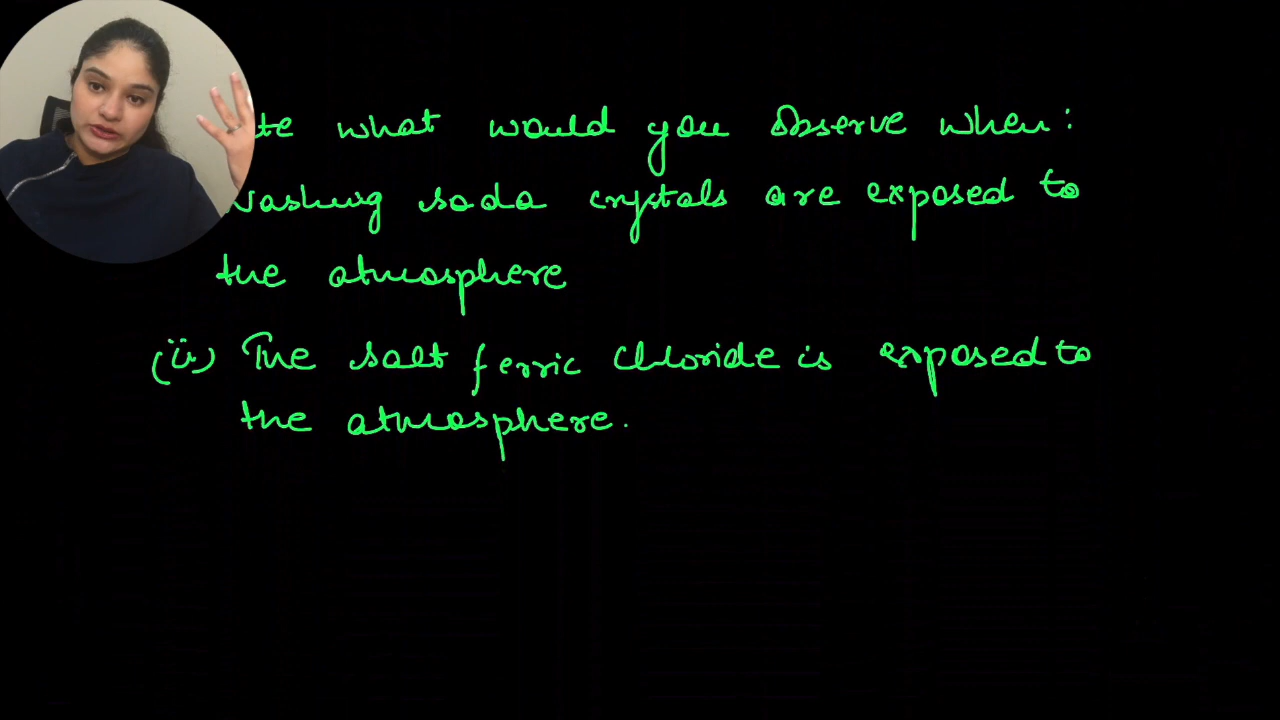 what would you observe when:
washing soda crystals are exposed to
the atmosphere
(ii) The salt ferric chloride is exposed to
the atmosphere.